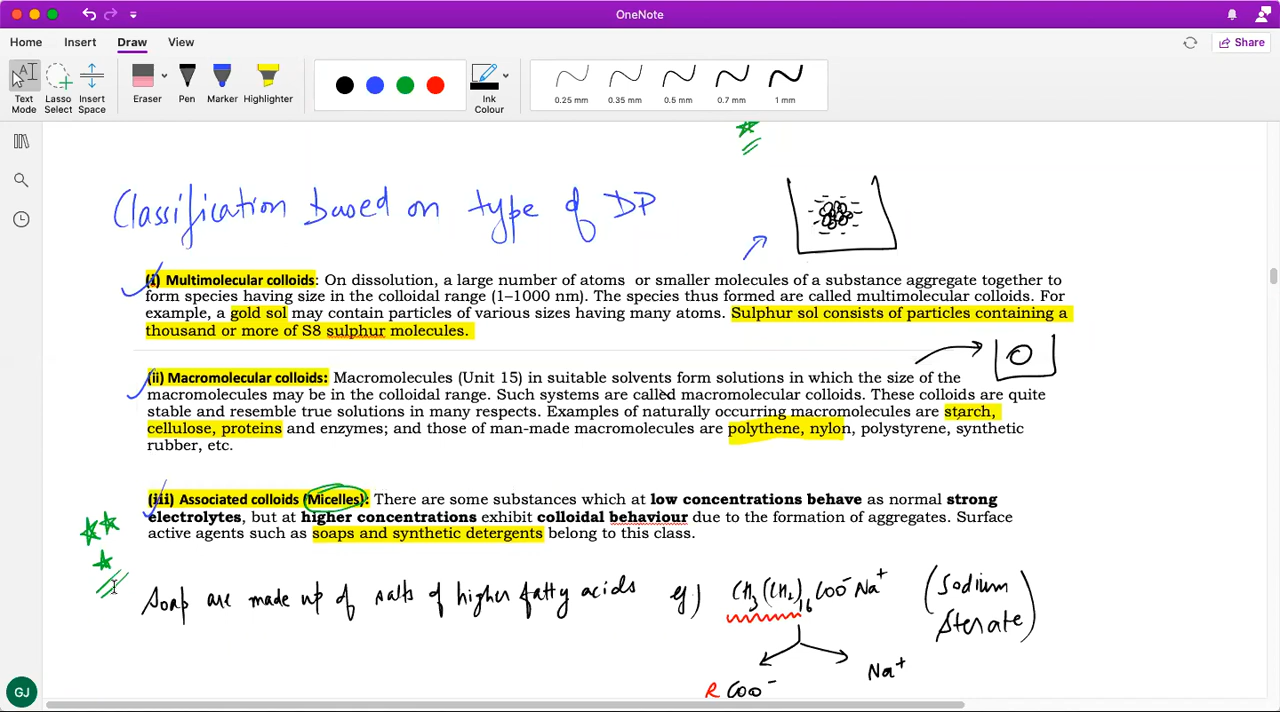 OneNote
Home Insert Draw View Share
Text Mode Lasso Select Insert Space Eraser Pen Marker Highlighter Ink Colour 0.25 mm 0.35 mm 0.5 mm 0.7 mm 1 mm
Classification based on type of DP
(i) Multimolecular colloids: On dissolution, a large number of atoms or smaller molecules of a substance aggregate together to
form species having size in the colloidal range (1–1000 nm). The species thus formed are called multimolecular colloids. For
example, a gold sol may contain particles of various sizes having many atoms. Sulphur sol consists of particles containing a
thousand or more of S8 sulphur molecules.
(ii) Macromolecular colloids: Macromolecules (Unit 15) in suitable solvents form solutions in which the size of the
macromolecules may be in the colloidal range. Such systems are called macromolecular colloids. These colloids are quite
stable and resemble true solutions in many respects. Examples of naturally occurring macromolecules are starch,
cellulose, proteins and enzymes; and those of man-made macromolecules are polythene, nylon, polystyrene, synthetic
rubber, etc.
(iii) Associated colloids (Micelles): There are some substances which at low concentrations behave as normal strong
electrolytes, but at higher concentrations exhibit colloidal behaviour due to the formation of aggregates. Surface
active agents such as soaps and synthetic detergents belong to this class.
Soap are made up of salts of higher fatty acids eg) CH₃(CH₂)₁₆COO⁻Na⁺ (Sodium
Sterate)
Na⁺
R COO⁻
GJ